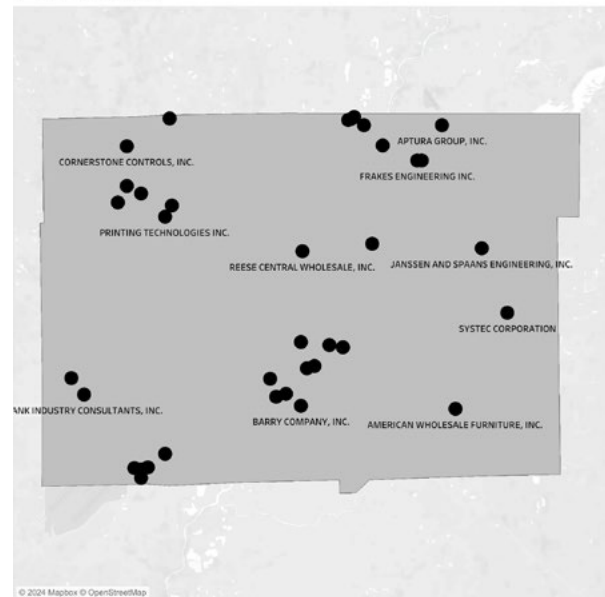 APTURA GROUP, INC.
CORNERSTONE CONTROLS, INC.
FRAKES ENGINEERING INC.
PRINTING TECHNOLOGIES INC.
REESE CENTRAL WHOLESALE, INC.
JANSSEN AND SPAANS ENGINEERING, INC.
SYSTEC CORPORATION
ANK INDUSTRY CONSULTANTS, INC.
BARRY COMPANY, INC.
AMERICAN WHOLESALE FURNITURE, INC.
© 2024 Mapbox © OpenStreetMap